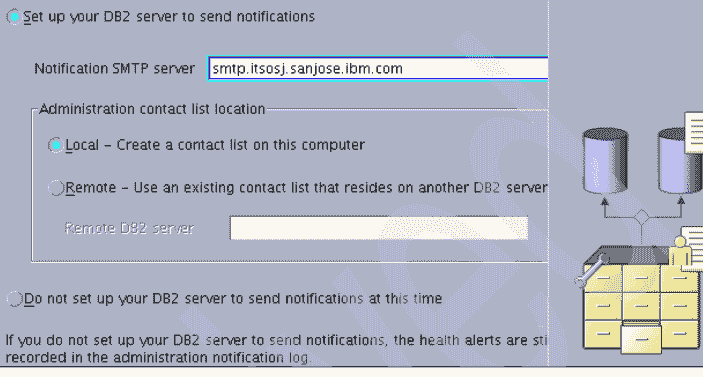 Set up your DB2 server to send notifications
Notification SMTP server smtp.itsosj.sanjose.ibm.com
Administration contact list location
Local – Create a contact list on this computer
Remote – Use an existing contact list that resides on another DB2 server
Remote DB2 server
Do not set up your DB2 server to send notifications at this time
If you do not set up your DB2 server to send notifications, the health alerts are sti
recorded in the administration notification log.